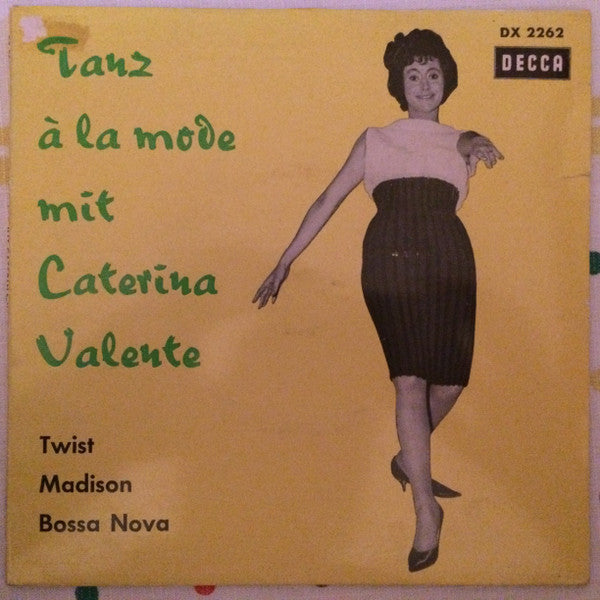 DX 2262
DECCA
Tanz
à la mode
mit
Caterina
Valente
Twist
Madison
Bossa Nova